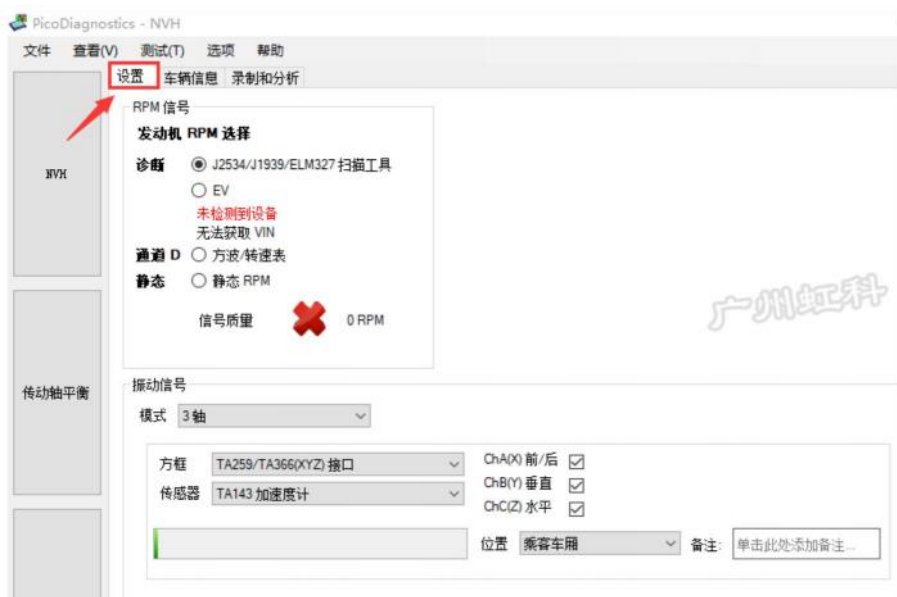 PicoDiagnostics - NVH
文件 查看(V) 测试(T) 选项 帮助
设置 车辆信息 录制和分析
NVH
传动轴平衡
RPM 信号
发动机 RPM 选择
诊断 J2534/J1939/ELM327 扫描工具
EV
未检测到设备
无法获取 VIN
通道 D 方波/转速表
静态 静态 RPM
信号质量 0 RPM
广州虹科
振动信号
模式 3 轴
方框 TA259/TA366(XYZ) 接口
传感器 TA143 加速度计
ChA(X) 前/后
ChB(Y) 垂直
ChC(Z) 水平
位置 乘客车厢 备注: 单击此处添加备注...